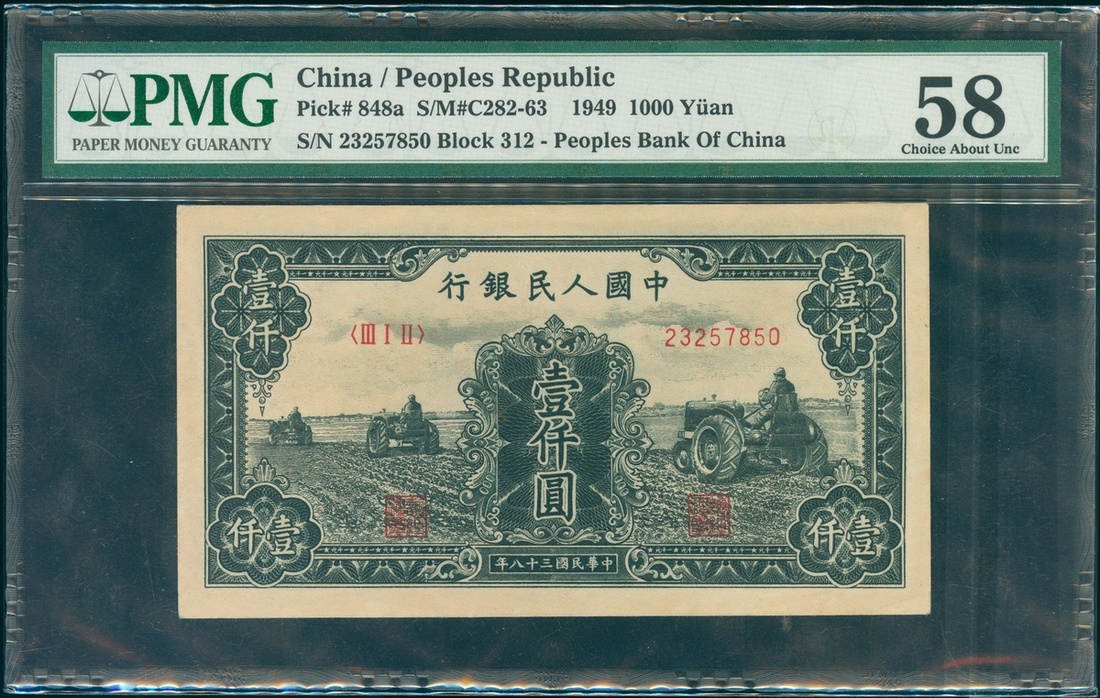 PMG
PAPER MONEY GUARANTY
China / Peoples Republic
Pick# 848a S/M#C282-63 1949 1000 Yüan
S/N 23257850 Block 312 - Peoples Bank Of China
58
Choice About Unc
行銀民人國中
壹仟
壹仟
〈III I II〉
23257850
壹仟圓
仟壹
仟壹
年八十三國民華中